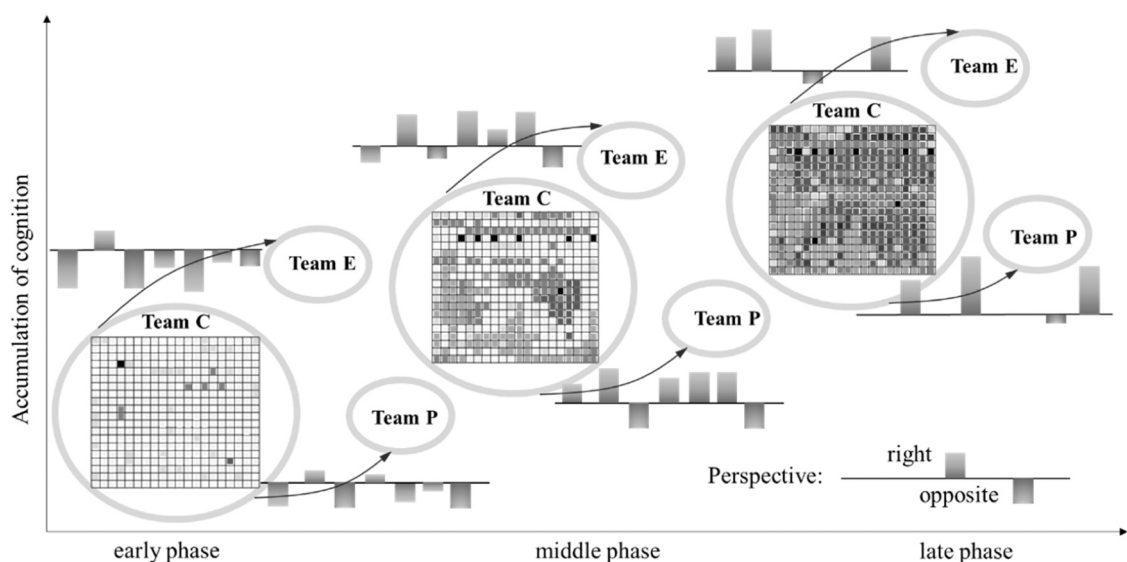 Accumulation of cognition
Team E
Team C
Team P
Team E
Team C
Team P
Team E
Team C
Team P
Perspective:
right
opposite
early phase
middle phase
late phase